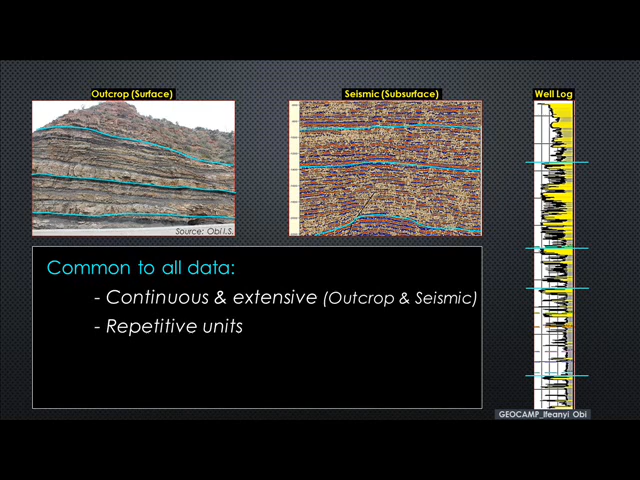 Outcrop (Surface)
Seismic (Subsurface)
Well Log
Source: Obi I.S.
Common to all data:
- Continuous & extensive (Outcrop & Seismic)
- Repetitive units
GEOCAMP_Ifeanyi Obi